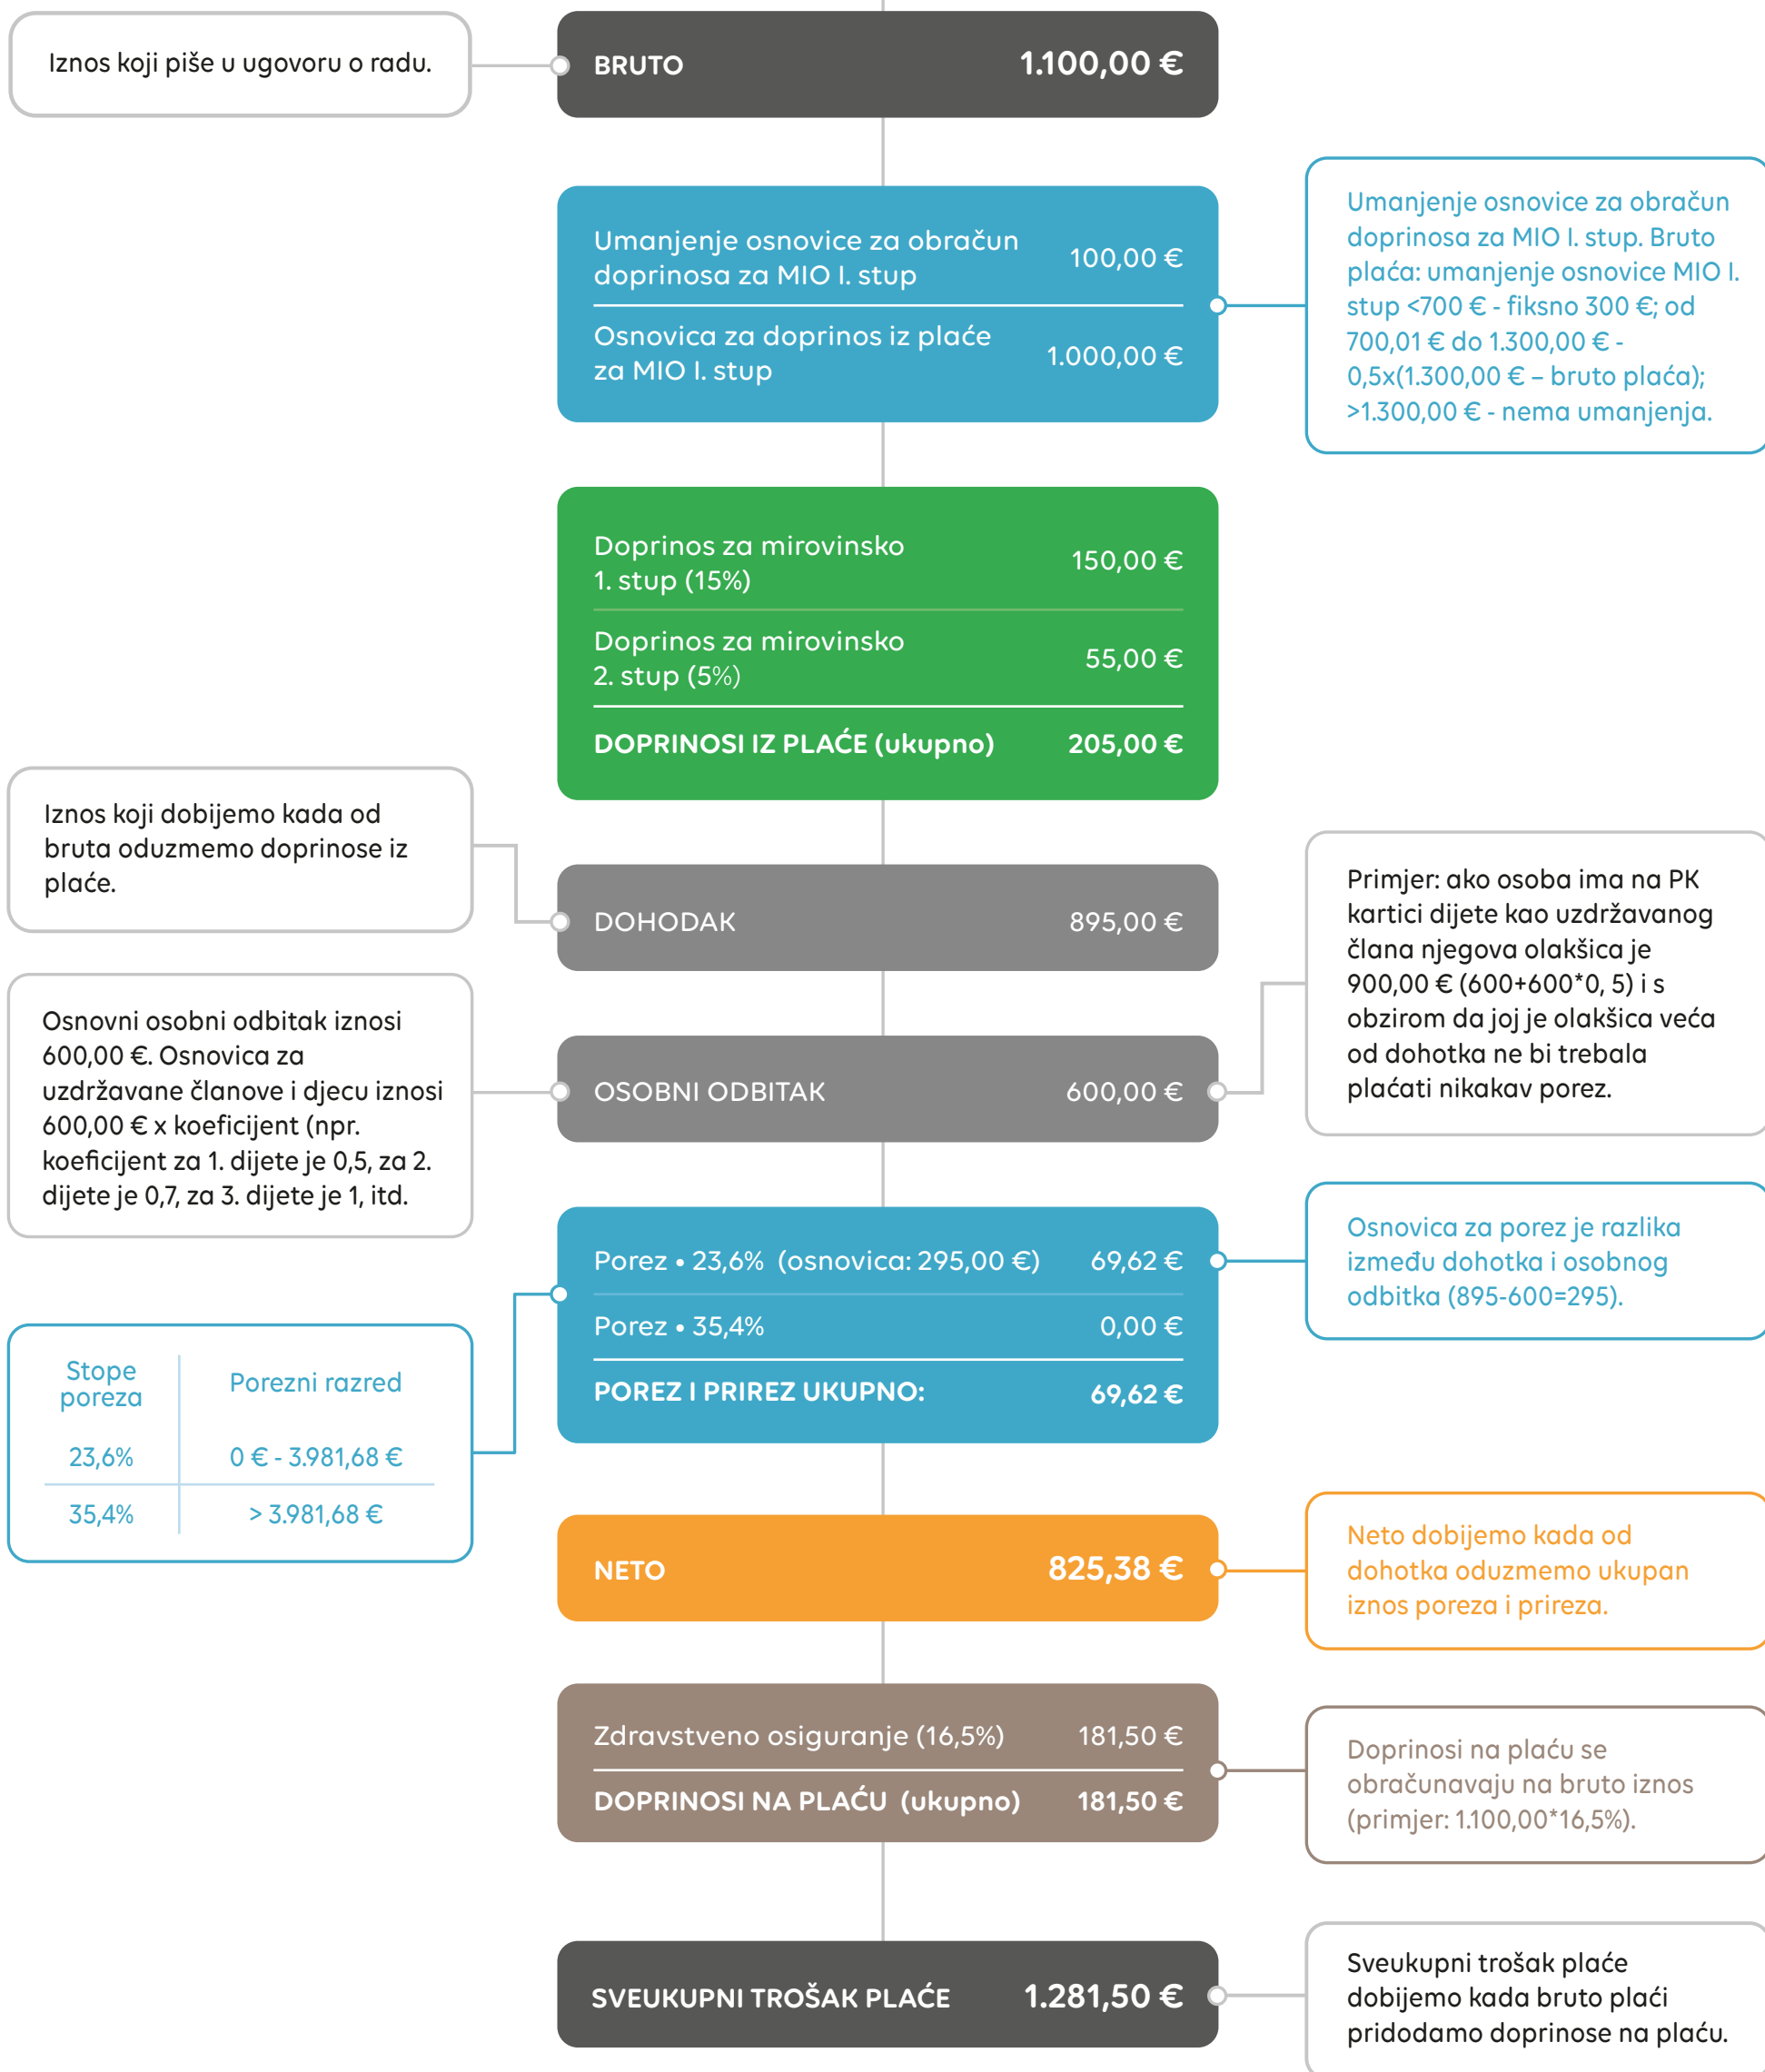 Iznos koji piše u ugovoru o radu.
BRUTO 1.100,00 €
Umanjenje osnovice za obračun
doprinosa za MIO I. stup 100,00 €
Osnovica za doprinos iz plaće
za MIO I. stup 1.000,00 €
Umanjenje osnovice za obračun
doprinosa za MIO I. stup. Bruto
plaća: umanjenje osnovice MIO I.
stup <700 € - fiksno 300 €; od
700,01 € do 1.300,00 € -
0,5x(1.300,00 € – bruto plaća);
>1.300,00 € - nema umanjenja.
Doprinos za mirovinsko
1. stup (15%) 150,00 €
Doprinos za mirovinsko
2. stup (5%) 55,00 €
DOPRINOSI IZ PLAĆE (ukupno) 205,00 €
Iznos koji dobijemo kada od
bruta oduzmemo doprinose iz
plaće.
DOHODAK 895,00 €
Primjer: ako osoba ima na PK
kartici dijete kao uzdržavanog
člana njegova olakšica je
900,00 € (600+600*0, 5) i s
obzirom da joj je olakšica veća
od dohotka ne bi trebala
plaćati nikakav porez.
Osnovni osobni odbitak iznosi
600,00 €. Osnovica za
uzdržavane članove i djecu iznosi
600,00 € x koeficijent (npr.
koeficijent za 1. dijete je 0,5, za 2.
dijete je 0,7, za 3. dijete je 1, itd.
OSOBNI ODBITAK 600,00 €
Porez • 23,6% (osnovica: 295,00 €) 69,62 €
Porez • 35,4% 0,00 €
POREZ I PRIREZ UKUPNO: 69,62 €
Osnovica za porez je razlika
između dohotka i osobnog
odbitka (895-600=295).
Stope
poreza Porezni razred
23,6% 0 € - 3.981,68 €
35,4% > 3.981,68 €
NETO 825,38 €
Neto dobijemo kada od
dohotka oduzmemo ukupan
iznos poreza i prireza.
Zdravstveno osiguranje (16,5%) 181,50 €
DOPRINOSI NA PLAĆU (ukupno) 181,50 €
Doprinosi na plaću se
obračunavaju na bruto iznos
(primjer: 1.100,00*16,5%).
SVEUKUPNI TROŠAK PLAĆE 1.281,50 €
Sveukupni trošak plaće
dobijemo kada bruto plaći
pridodamo doprinose na plaću.